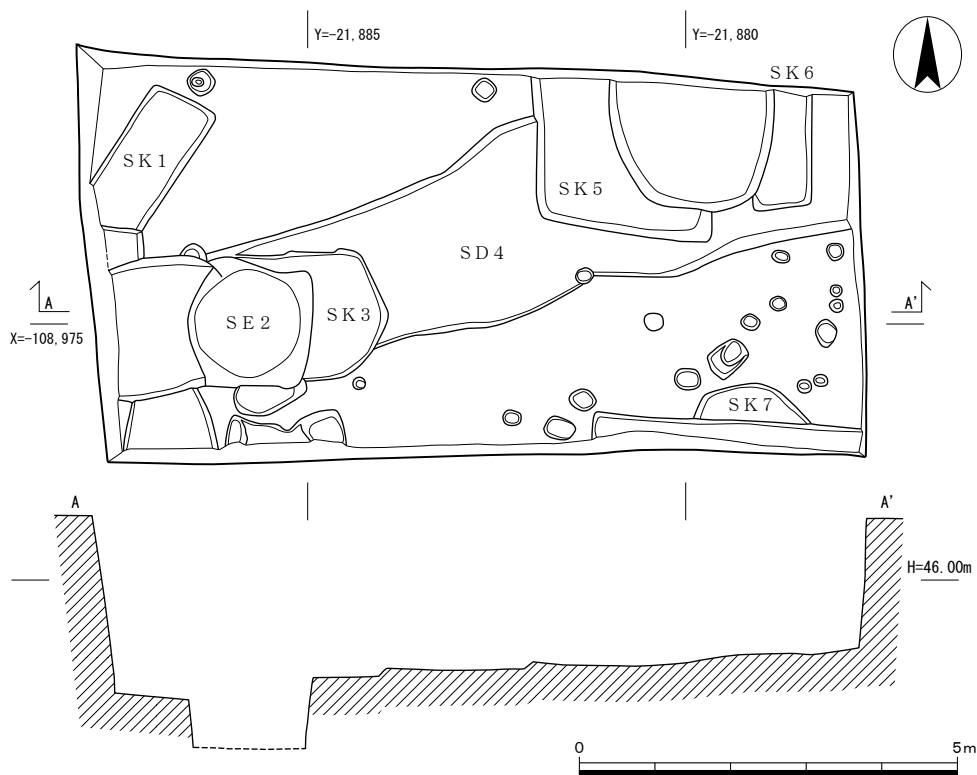 Y=-21,885
Y=-21,880
SK6
SK1
SK5
SD4
A
SE2
SK3
A'
X=-108,975
SK7
A
A'
H=46.00m
0
5m